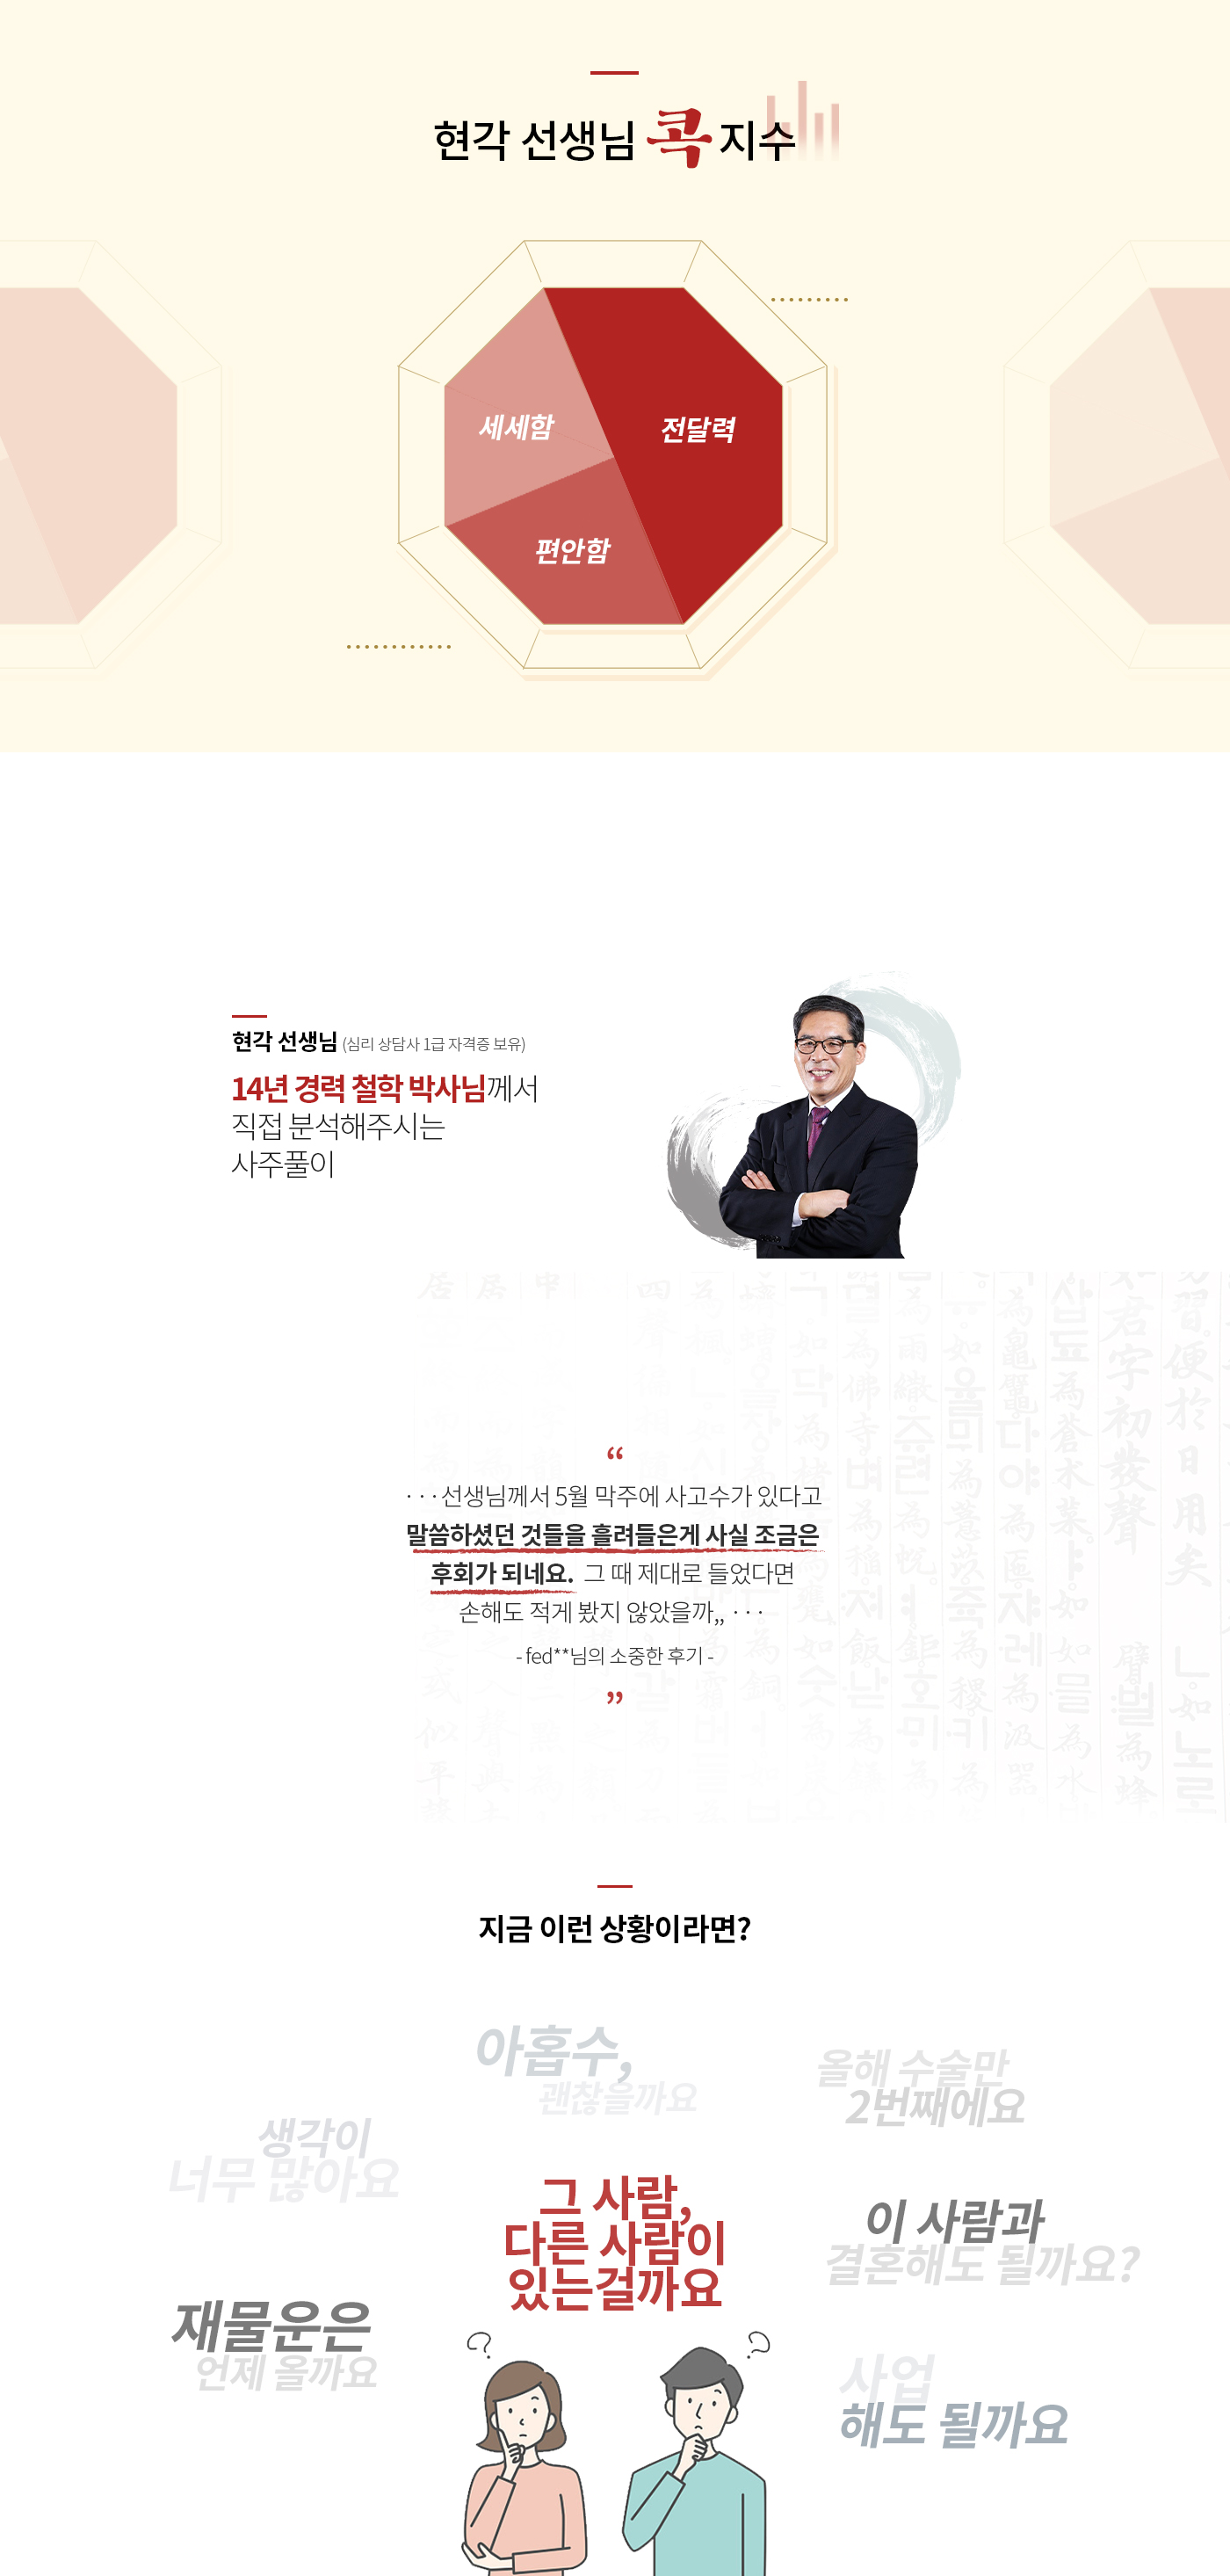 현각 선생님 콕 지수
세세함
전달력
편안함
현각 선생님 (심리 상담사 1급 자격증 보유)
14년 경력 철학 박사님께서
직접 분석해주시는
사주풀이
“
· · · 선생님께서 5월 막주에 사고수가 있다고
말씀하셨던 것들을 흘려들은게 사실 조금은
후회가 되네요. 그 때 제대로 들었다면
손해도 적게 봤지 않았을까,, · · ·
- fed**님의 소중한 후기 -
”
지금 이런 상황이라면?
아홉수,
괜찮을까요
올해 수술만
2번째에요
생각이
너무 많아요
그 사람,
다른 사람이
있는걸까요
이 사람과
결혼해도 될까요?
재물운은
언제 올까요
사업
해도 될까요